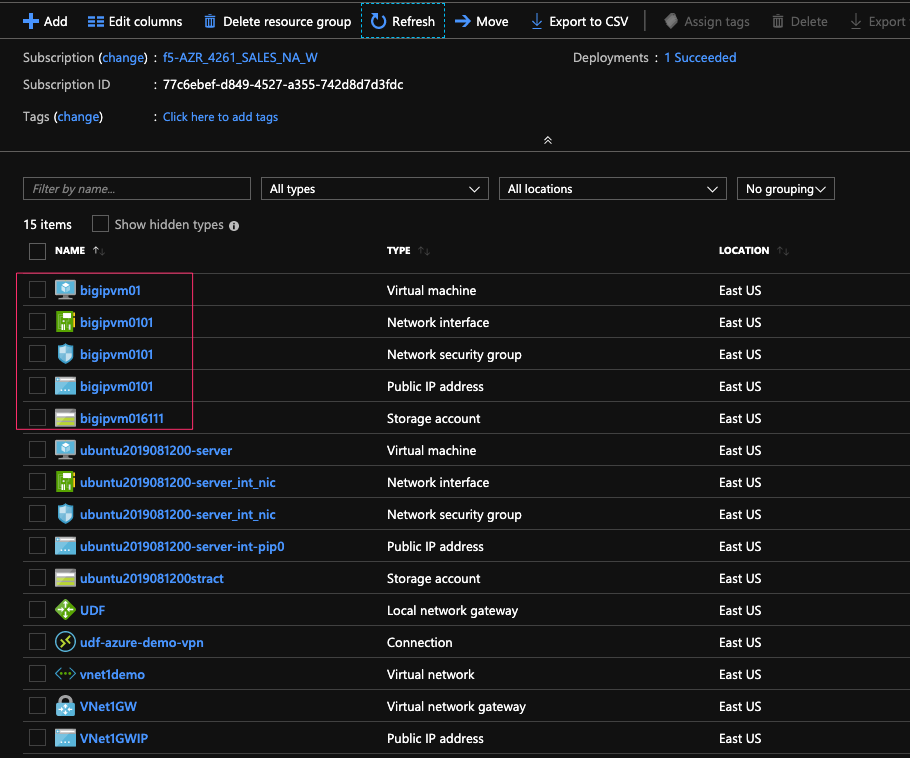 Add Edit columns Delete resource group Refresh Move Export to CSV Assign tags Delete Export
Subscription (change) : f5-AZR_4261_SALES_NA_W Deployments : 1 Succeeded
Subscription ID : 77c6ebef-d849-4527-a355-742d8d7d3fdc
Tags (change) : Click here to add tags
Filter by name... All types All locations No grouping
15 items Show hidden types
NAME TYPE LOCATION
bigipvm01 Virtual machine East US
bigipvm0101 Network interface East US
bigipvm0101 Network security group East US
bigipvm0101 Public IP address East US
bigipvm016111 Storage account East US
ubuntu2019081200-server Virtual machine East US
ubuntu2019081200-server_int_nic Network interface East US
ubuntu2019081200-server_int_nic Network security group East US
ubuntu2019081200-server-int-pip0 Public IP address East US
ubuntu2019081200stract Storage account East US
UDF Local network gateway East US
udf-azure-demo-vpn Connection East US
vnet1demo Virtual network East US
VNet1GW Virtual network gateway East US
VNet1GWIP Public IP address East US